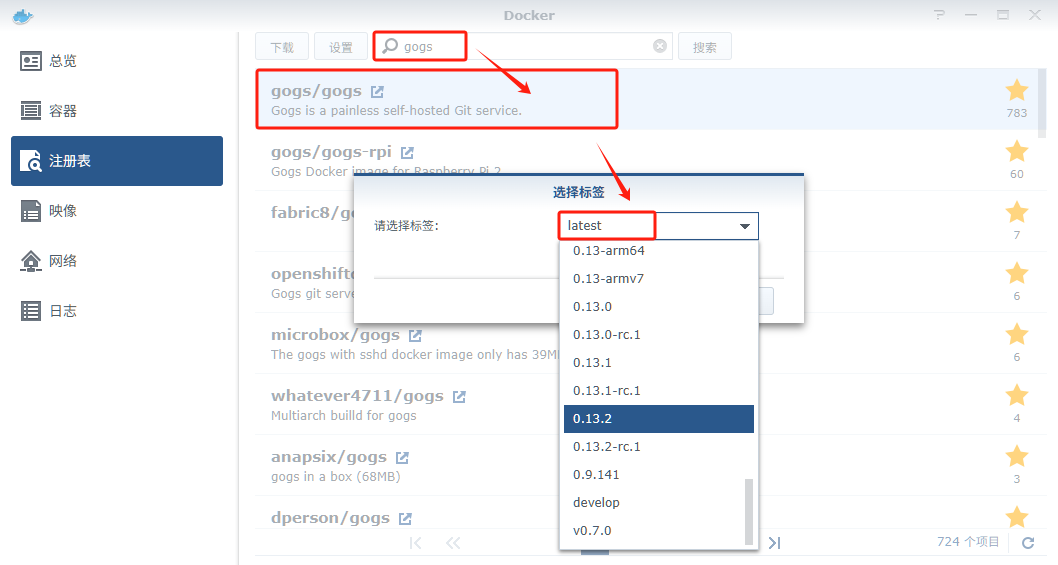 Docker
总览
容器
注册表
映像
网络
日志
下载
设置
gogs
搜索
gogs/gogs
Gogs is a painless self-hosted Git service.
783
gogs/gogs-rpi
Gogs Docker image for Raspberry Pi 2
60
fabric8/go
7
openshift
Gogs git serve
6
microbox/gogs
The gogs with sshd docker image only has 39M
6
whatever4711/gogs
Multiarch builld for gogs
4
anapsix/gogs
gogs in a box (68MB)
3
dperson/gogs
724 个项目
选择标签
请选择标签:
latest
0.13-arm64
0.13-armv7
0.13.0
0.13.0-rc.1
0.13.1
0.13.1-rc.1
0.13.2
0.13.2-rc.1
0.9.141
develop
v0.7.0